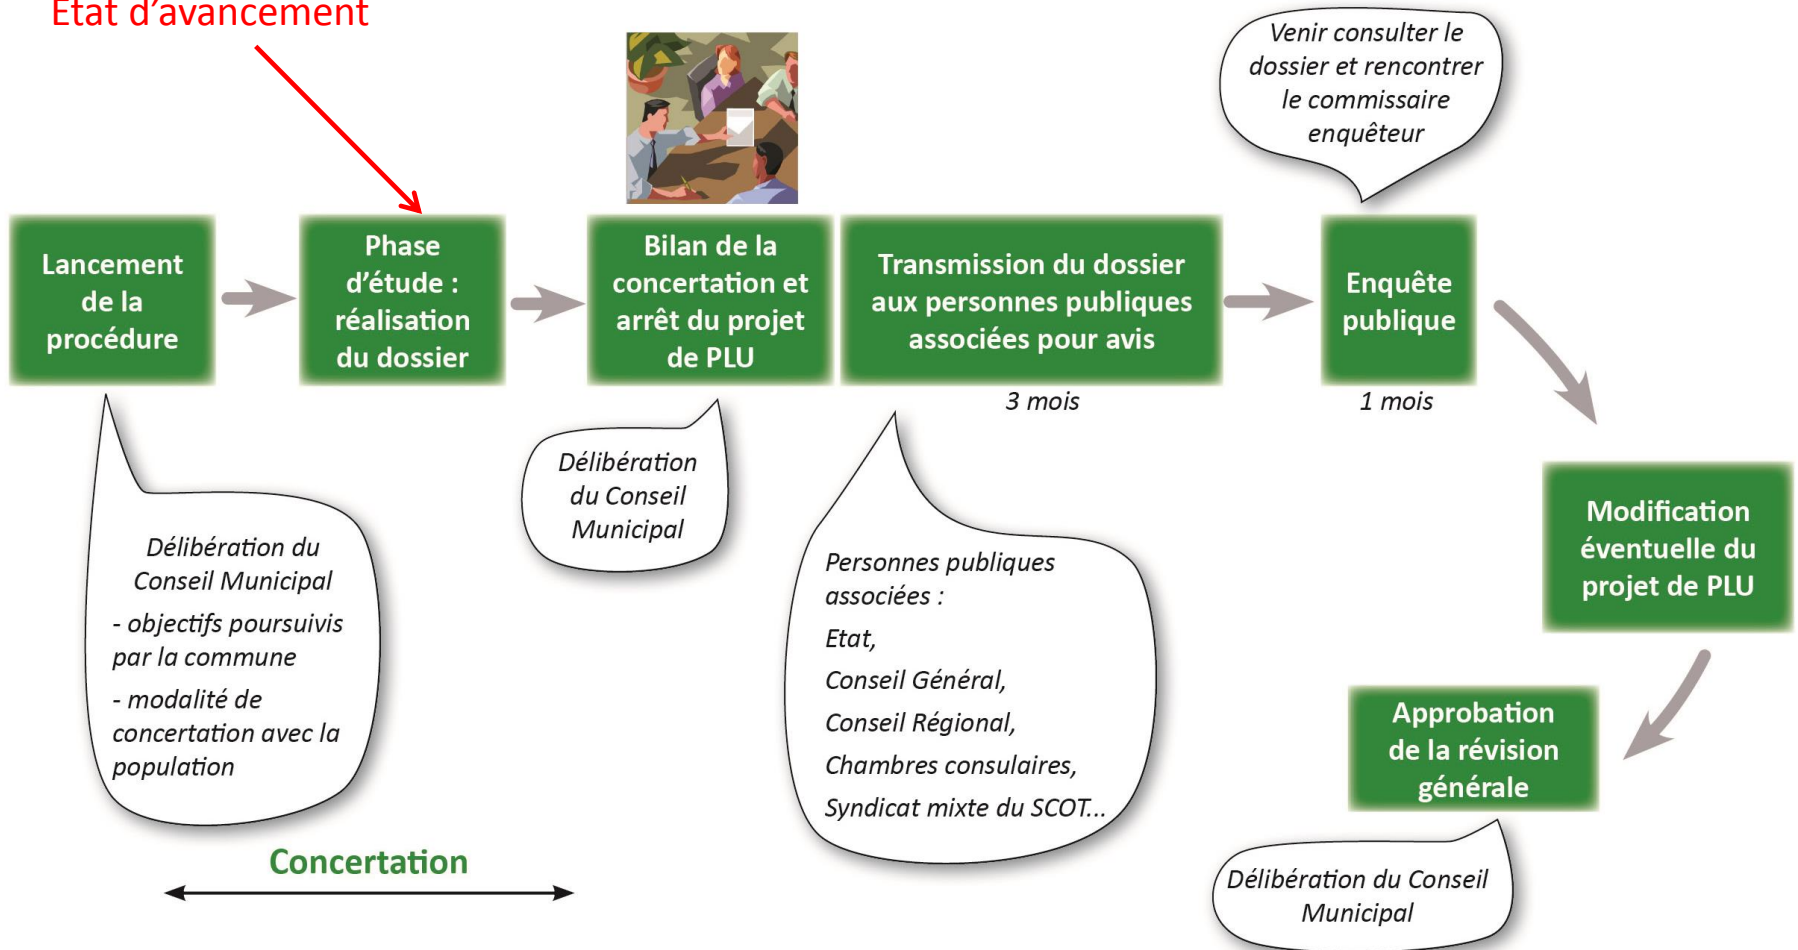 Etat d'avancement
Venir consulter le
dossier et rencontrer
le commissaire
enquêteur
Lancement
de la
procédure
Phase
d'étude :
réalisation
du dossier
Bilan de la
concertation et
arrêt du projet
de PLU
Transmission du dossier
aux personnes publiques
associées pour avis
3 mois
Enquête
publique
1 mois
Délibération du
Conseil Municipal
- objectifs poursuivis
par la commune
- modalité de
concertation avec la
population
Délibération
du Conseil
Municipal
Personnes publiques
associées :
Etat,
Conseil Général,
Conseil Régional,
Chambres consulaires,
Syndicat mixte du SCOT...
Modification
éventuelle du
projet de PLU
Approbation
de la révision
générale
Délibération du Conseil
Municipal
Concertation